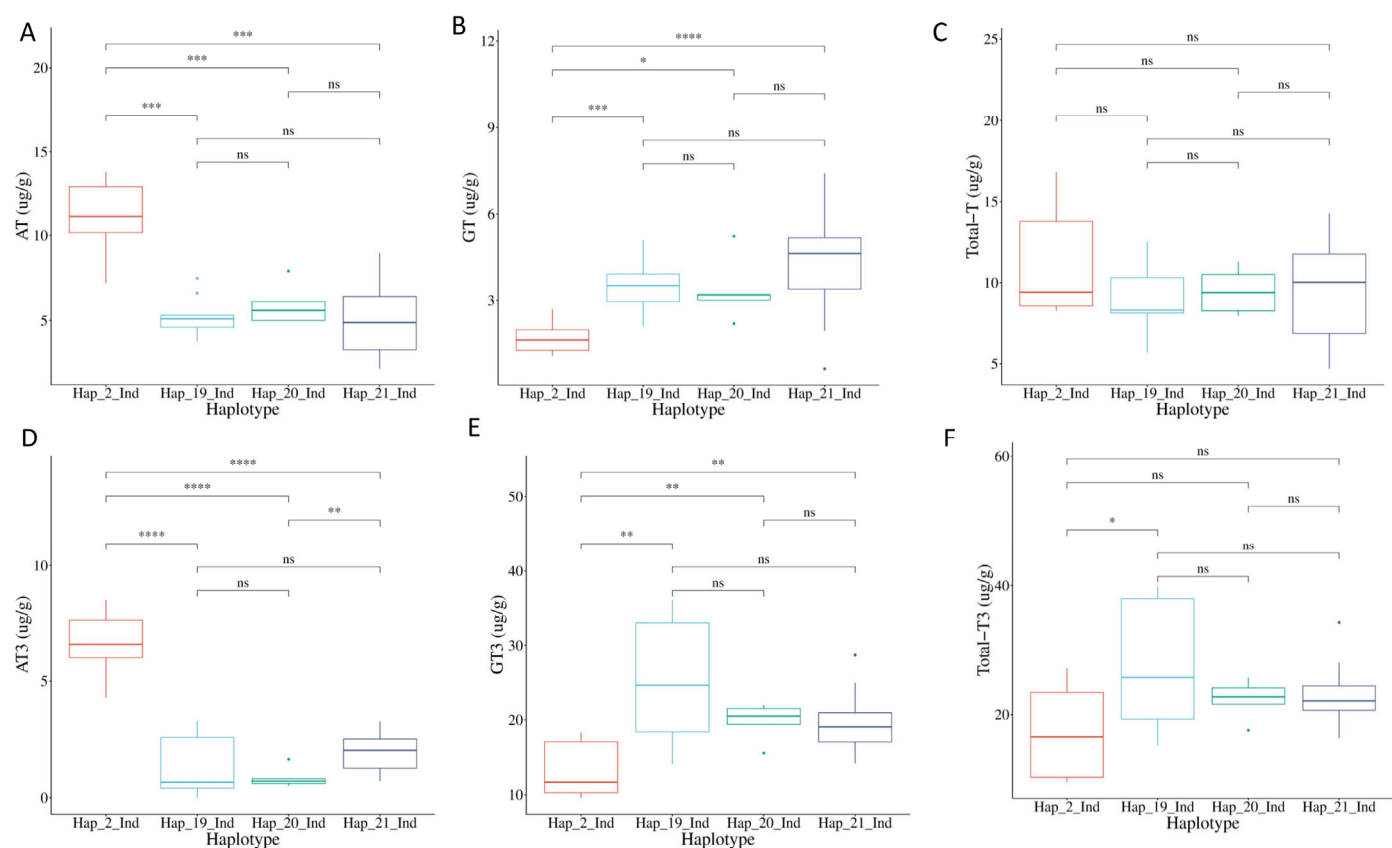 A
AT (ug/g)
20
15
10
5
***
***
ns
***
ns
ns
Hap_2_Ind Hap_19_Ind Hap_20_Ind Hap_21_Ind
Haplotype
B
GT (ug/g)
12
9
6
3
****
*
ns
***
ns
ns
Hap_2_Ind Hap_19_Ind Hap_20_Ind Hap_21_Ind
Haplotype
C
Total-T (ug/g)
25
20
15
10
5
ns
ns
ns
ns
ns
ns
Hap_2_Ind Hap_19_Ind Hap_20_Ind Hap_21_Ind
Haplotype
D
AT3 (ug/g)
10
5
0
****
****
**
****
ns
ns
Hap_2_Ind Hap_19_Ind Hap_20_Ind Hap_21_Ind
Haplotype
E
GT3 (ug/g)
50
40
30
20
10
**
**
ns
**
ns
ns
Hap_2_Ind Hap_19_Ind Hap_20_Ind Hap_21_Ind
Haplotype
F
Total-T3 (ug/g)
60
40
20
ns
ns
ns
*
ns
ns
Hap_2_Ind Hap_19_Ind Hap_20_Ind Hap_21_Ind
Haplotype